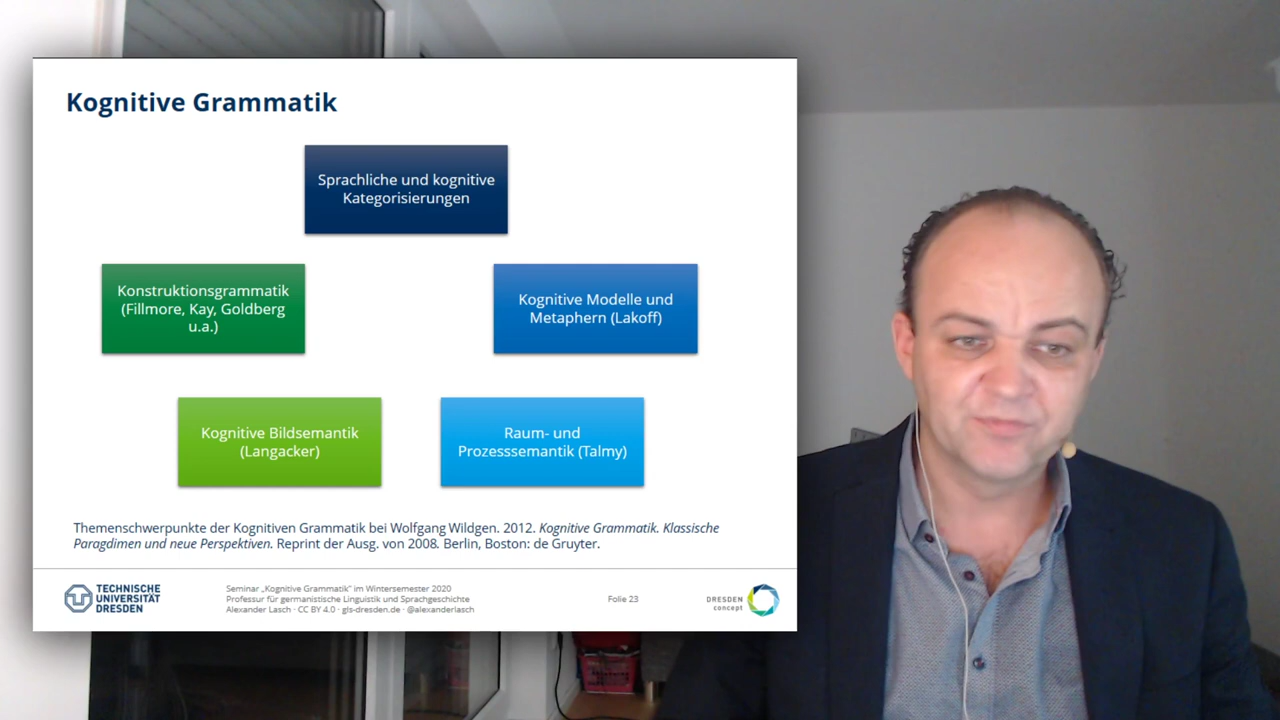 Kognitive Grammatik
Sprachliche und kognitive
Kategorisierungen
Konstruktionsgrammatik
(Fillmore, Kay, Goldberg
u.a.)
Kognitive Modelle und
Metaphern (Lakoff)
Kognitive Bildsemantik
(Langacker)
Raum- und
Prozesssemantik (Talmy)
Themenschwerpunkte der Kognitiven Grammatik bei Wolfgang Wildgen. 2012. Kognitive Grammatik. Klassische
Paragdimen und neue Perspektiven. Reprint der Ausg. von 2008. Berlin, Boston: de Gruyter.
TECHNISCHE
UNIVERSITÄT
DRESDEN
Seminar „Kognitive Grammatik" im Wintersemester 2020
Professur für germanistische Linguistik und Sprachgeschichte
Alexander Lasch · CC BY 4.0 · gls-dresden.de · @alexanderlasch
Folie 23
DRESDEN
concept